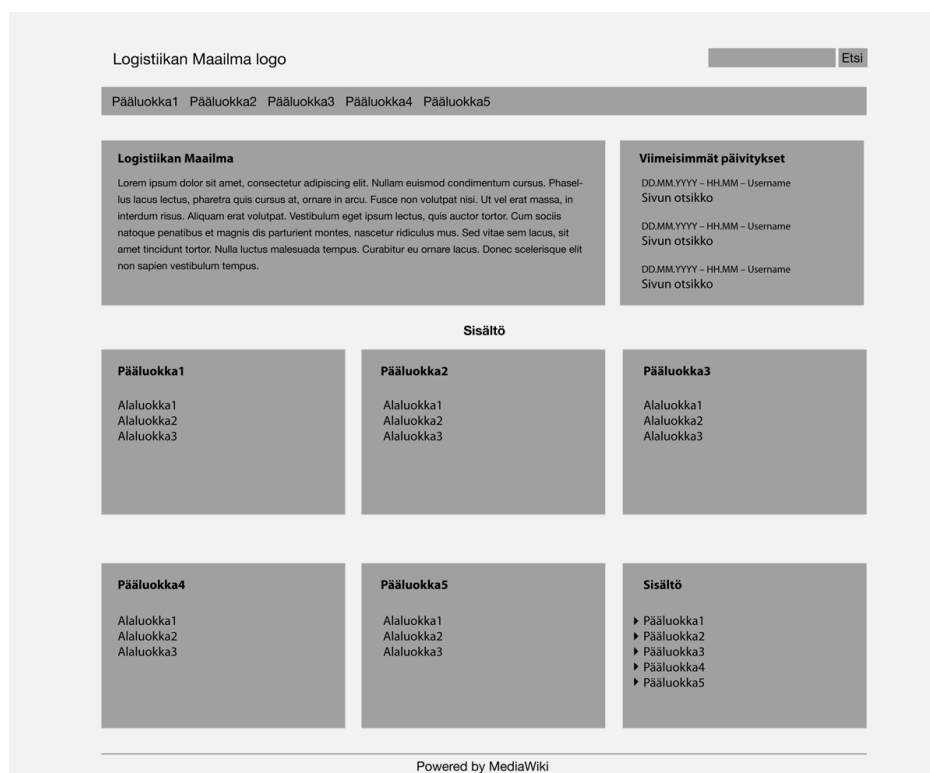 Logistiikan Maailma logo
Etsi
Pääluokka1 Pääluokka2 Pääluokka3 Pääluokka4 Pääluokka5
Logistiikan Maailma
Lorem ipsum dolor sit amet, consectetur adipiscing elit. Nullam euismod condimentum cursus. Phasel-
lus lacus lectus, pharetra quis cursus at, ornare in arcu. Fusce non volutpat nisi. Ut vel erat massa, in
interdum risus. Aliquam erat volutpat. Vestibulum eget ipsum lectus, quis auctor tortor. Cum sociis
natoque penatibus et magnis dis parturient montes, nascetur ridiculus mus. Sed vitae sem lacus, sit
amet tincidunt tortor. Nulla luctus malesuada tempus. Curabitur eu ornare lacus. Donec scelerisque elit
non sapien vestibulum tempus.
Viimeisimmät päivitykset
DD.MM.YYYY – HH.MM – Username
Sivun otsikko
DD.MM.YYYY – HH.MM – Username
Sivun otsikko
DD.MM.YYYY – HH.MM – Username
Sivun otsikko
Sisältö
Pääluokka1
Alaluokka1
Alaluokka2
Alaluokka3
Pääluokka2
Alaluokka1
Alaluokka2
Alaluokka3
Pääluokka3
Alaluokka1
Alaluokka2
Alaluokka3
Pääluokka4
Alaluokka1
Alaluokka2
Alaluokka3
Pääluokka5
Alaluokka1
Alaluokka2
Alaluokka3
Sisältö
Pääluokka1
Pääluokka2
Pääluokka3
Pääluokka4
Pääluokka5
Powered by MediaWiki